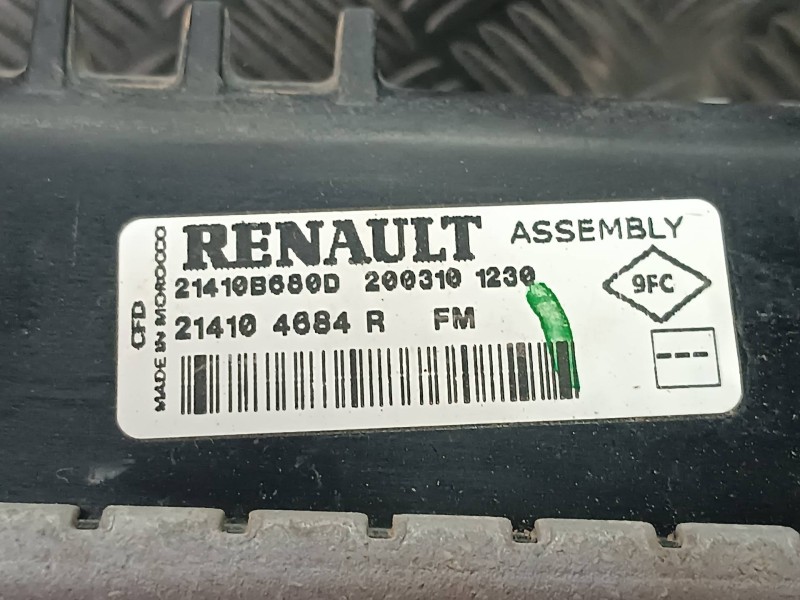 RENAULT ASSEMBLY
21410B680D 200310 1230
21410 4684 R FM
9FC
---
CFD
MADE IN MOROCCO